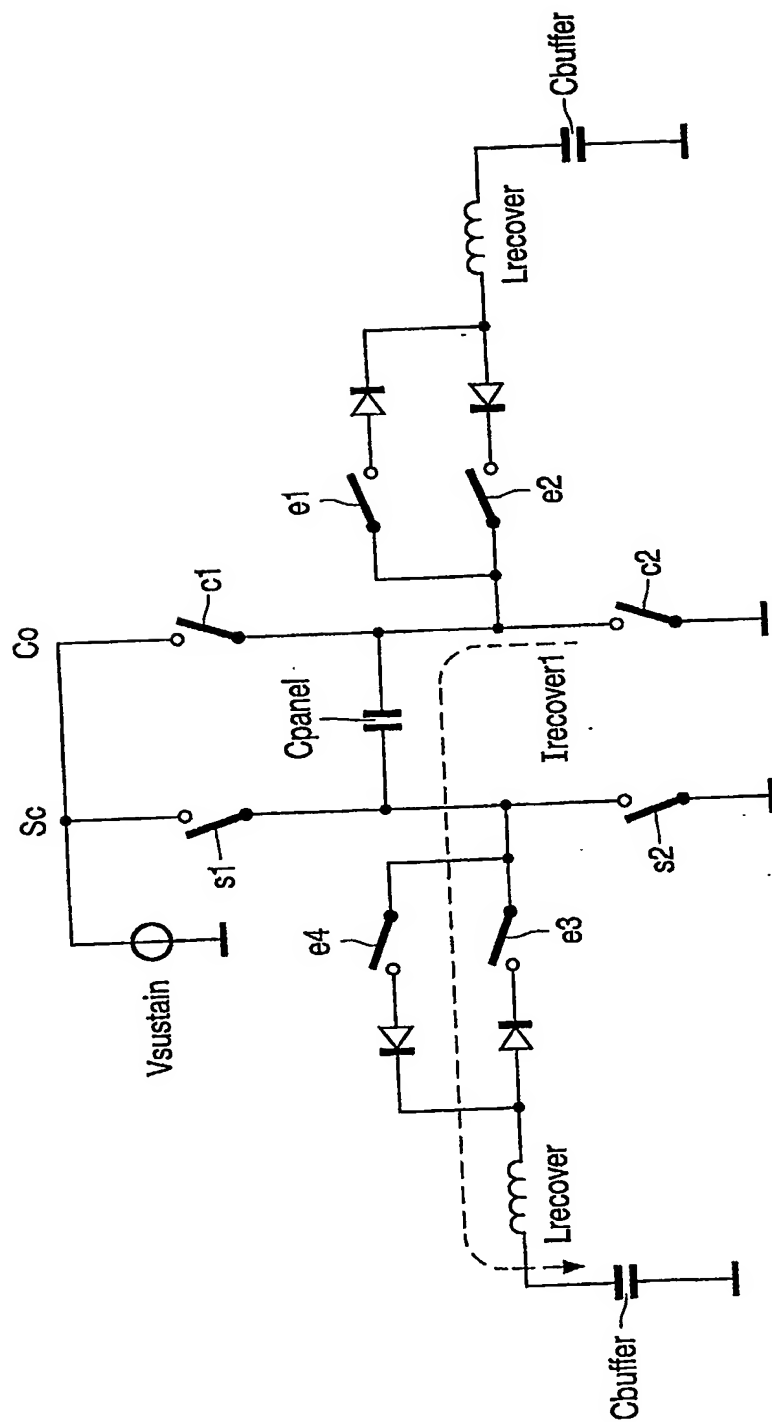 Sc
Co
Vsustain
s1
c1
Cpanel
e4
e3
e1
e2
Lrecover
Cbuffer
Lrecover
Cbuffer
Irecover1
s2
c2